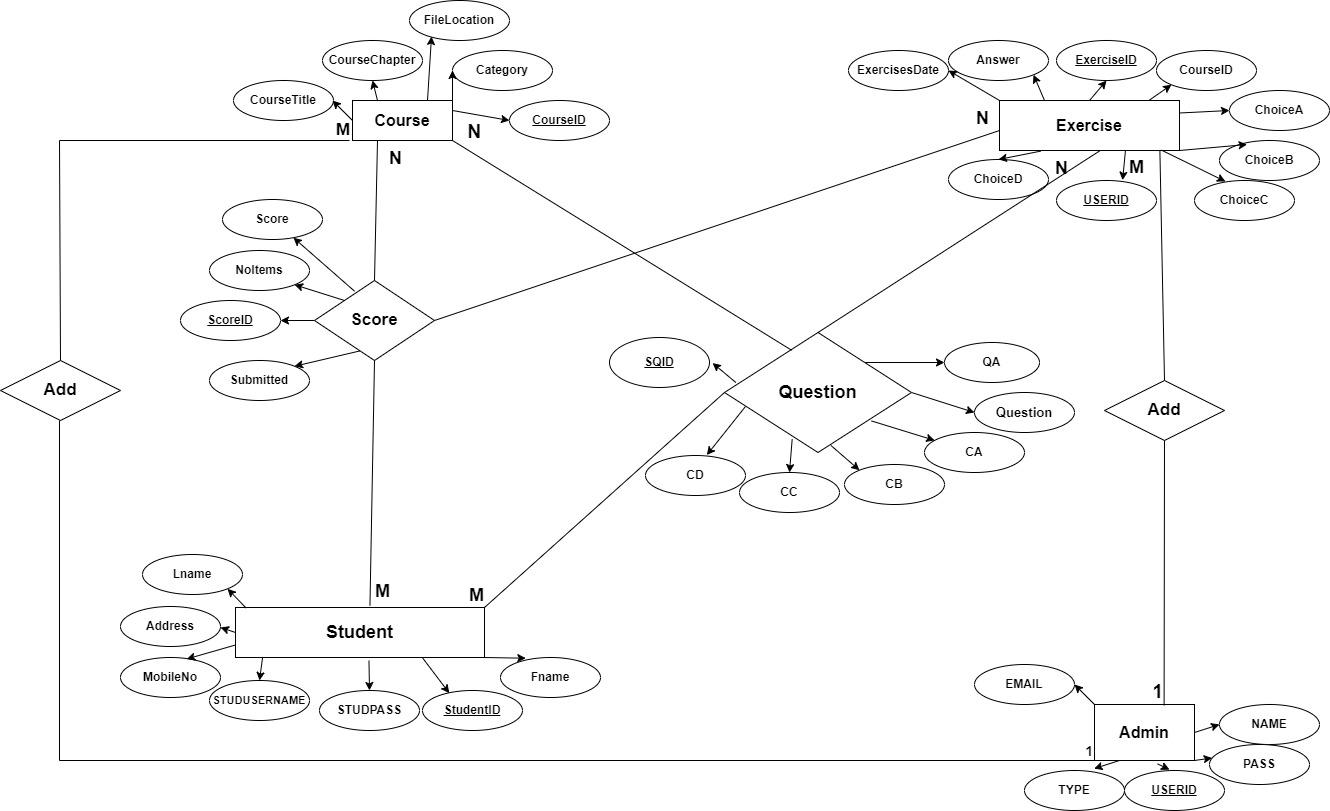 FileLocation
CourseChapter
Category
CourseTitle
CourseID
Course
M
N
N
ExercisesDate
Answer
ExerciseID
CourseID
ChoiceA
N
Exercise
ChoiceB
ChoiceD
N
M
USERID
ChoiceC
Score
NoItems
ScoreID
Score
Submitted
Add
SQID
QA
Question
Question
CA
CD
CC
CB
Add
Lname
M
M
Address
Student
MobileNo
STUDUSERNAME
STUDPASS
StudentID
Fname
EMAIL
1
NAME
Admin
1
PASS
TYPE
USERID